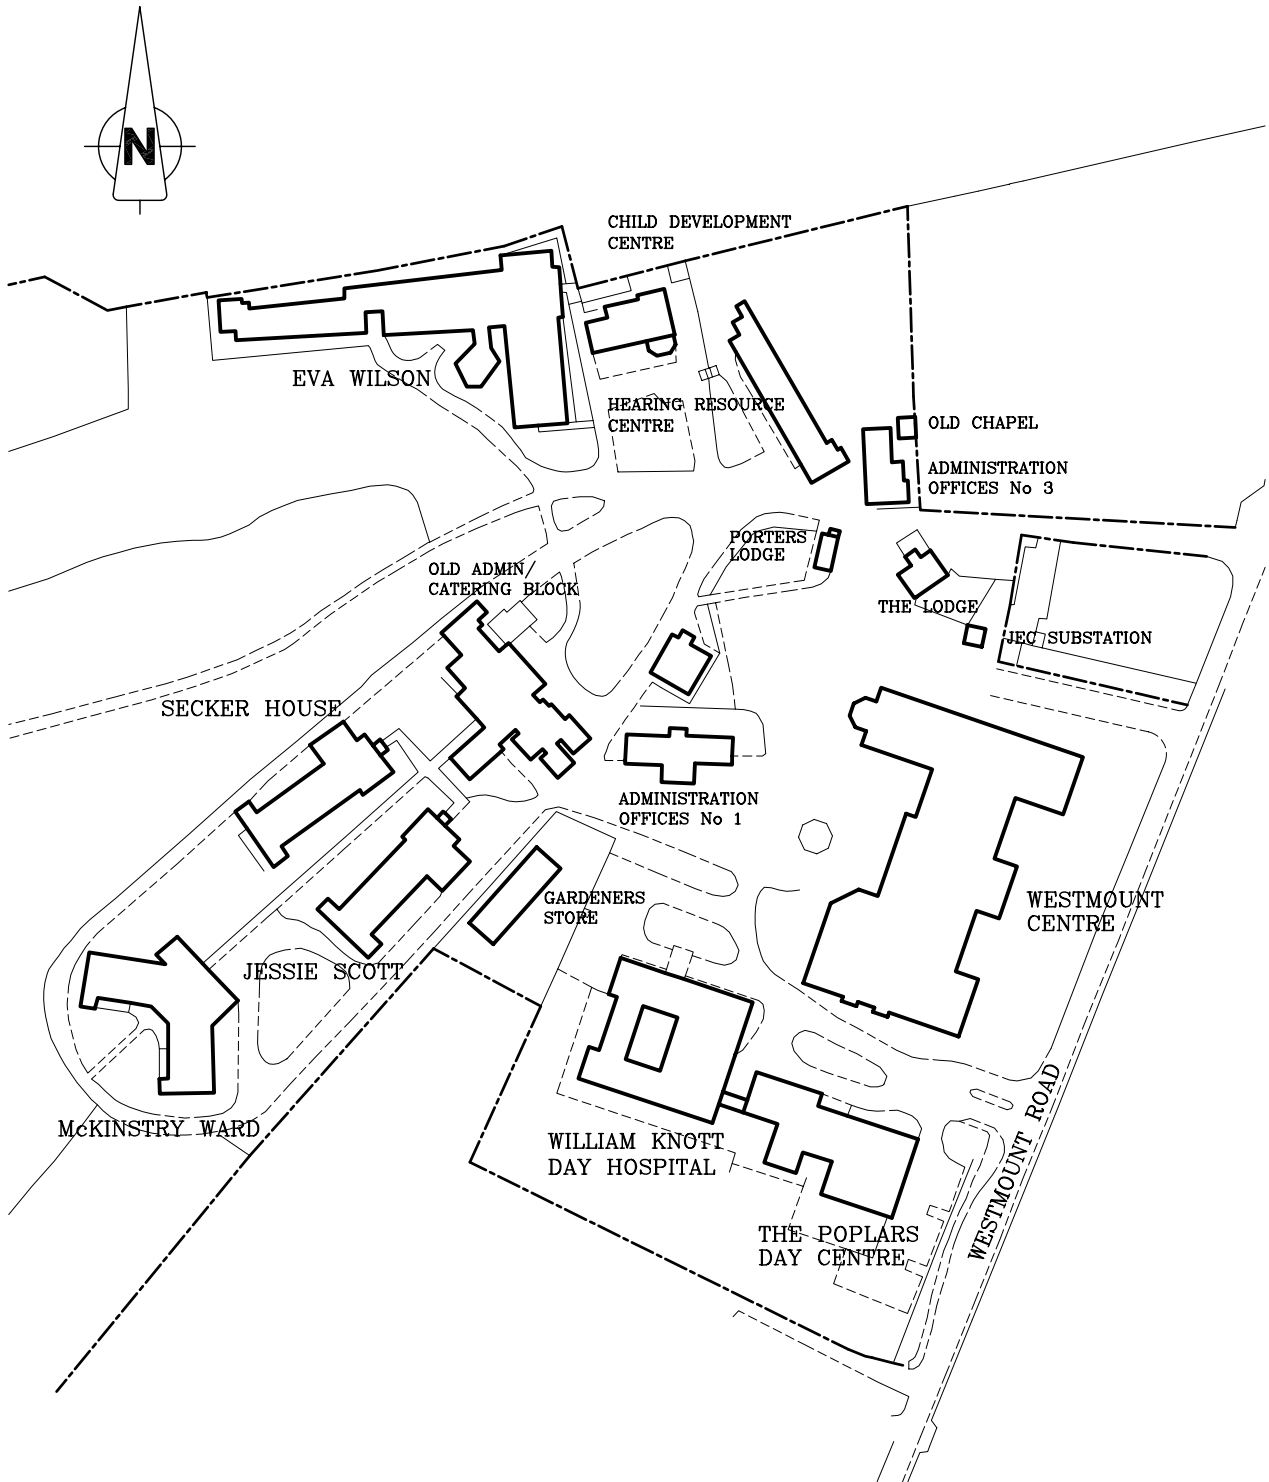 N
CHILD DEVELOPMENT
CENTRE
EVA WILSON
HEARING RESOURCE
CENTRE
OLD CHAPEL
ADMINISTRATION
OFFICES No 3
PORTERS
LODGE
OLD ADMIN/
CATERING BLOCK
THE LODGE
JEC SUBSTATION
SECKER HOUSE
ADMINISTRATION
OFFICES No 1
GARDENERS
STORE
WESTMOUNT
CENTRE
JESSIE SCOTT
McKINSTRY WARD
WILLIAM KNOTT
DAY HOSPITAL
WESTMOUNT ROAD
THE POPLARS
DAY CENTRE